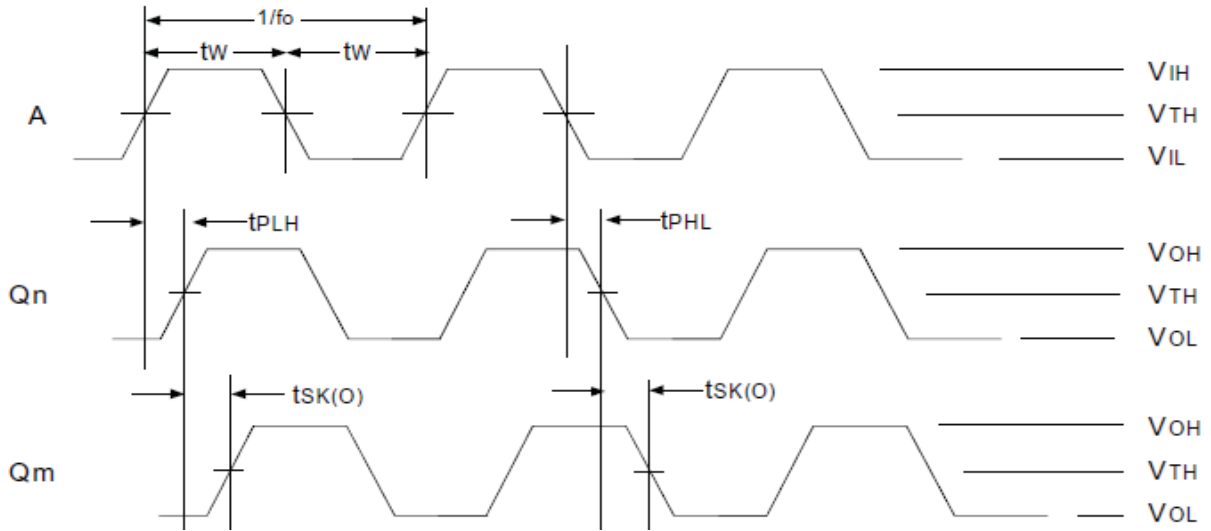 1/fo
tW tW
A
VIH
VTH
VIL
tPLH tPHL
Qn
VOH
VTH
VOL
tSK(O) tSK(O)
Qm
VOH
VTH
VOL